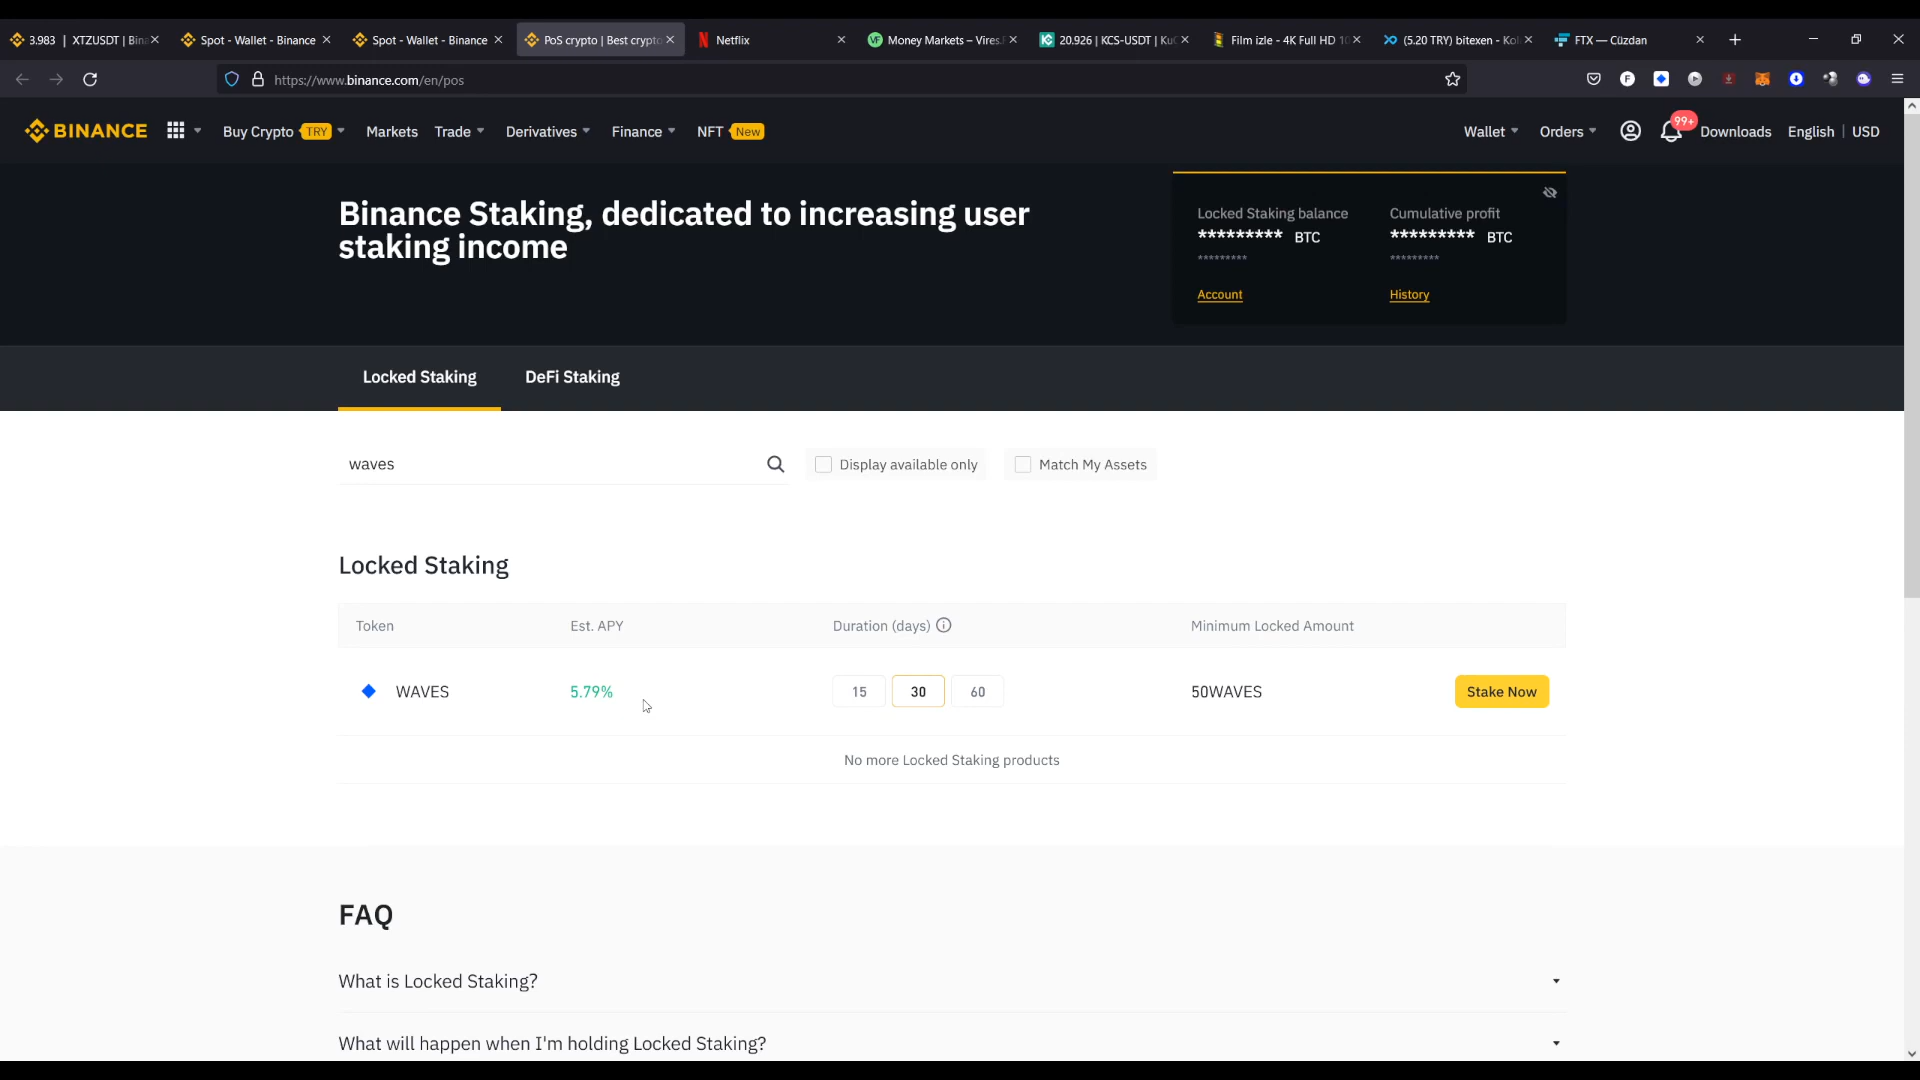 3.983 | XTZUSDT | Bina
Spot - Wallet - Binance
Spot - Wallet - Binance
PoS crypto | Best crypto
Netflix
Money Markets – Vires.F
20.926 | KCS-USDT | Ku
Film izle - 4K Full HD 10
(5.20 TRY) bitexen - Kol
FTX — Cüzdan
https://www.binance.com/en/pos
BINANCE
Buy Crypto TRY
Markets
Trade
Derivatives
Finance
NFT New
Wallet
Orders
99+
Downloads
English | USD
Binance Staking, dedicated to increasing user
staking income
Locked Staking balance
********* BTC
*********
Account
Cumulative profit
********* BTC
*********
History
Locked Staking
DeFi Staking
waves
Display available only
Match My Assets
Locked Staking
Token Est. APY Duration (days) Minimum Locked Amount
WAVES 5.79% 15 30 60 50WAVES Stake Now
No more Locked Staking products
FAQ
What is Locked Staking?
What will happen when I'm holding Locked Staking?